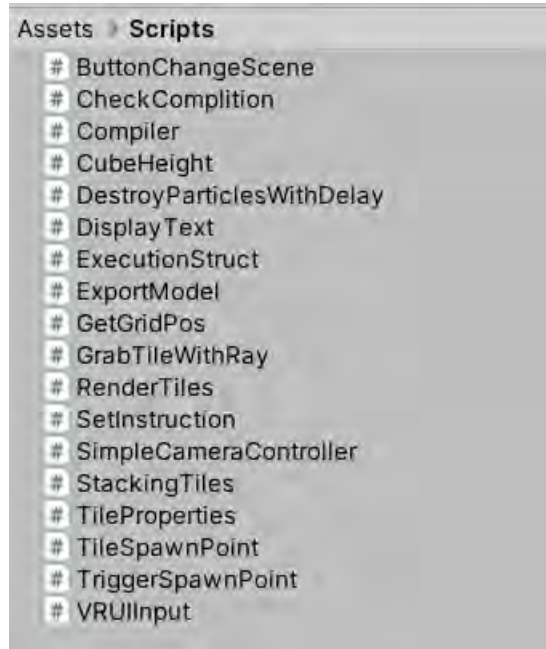 Assets Scripts
# ButtonChangeScene
# CheckComplition
# Compiler
# CubeHeight
# DestroyParticlesWithDelay
# DisplayText
# ExecutionStruct
# ExportModel
# GetGridPos
# GrabTileWithRay
# RenderTiles
# SetInstruction
# SimpleCameraController
# StackingTiles
# TileProperties
# TileSpawnPoint
# TriggerSpawnPoint
# VRUIInput